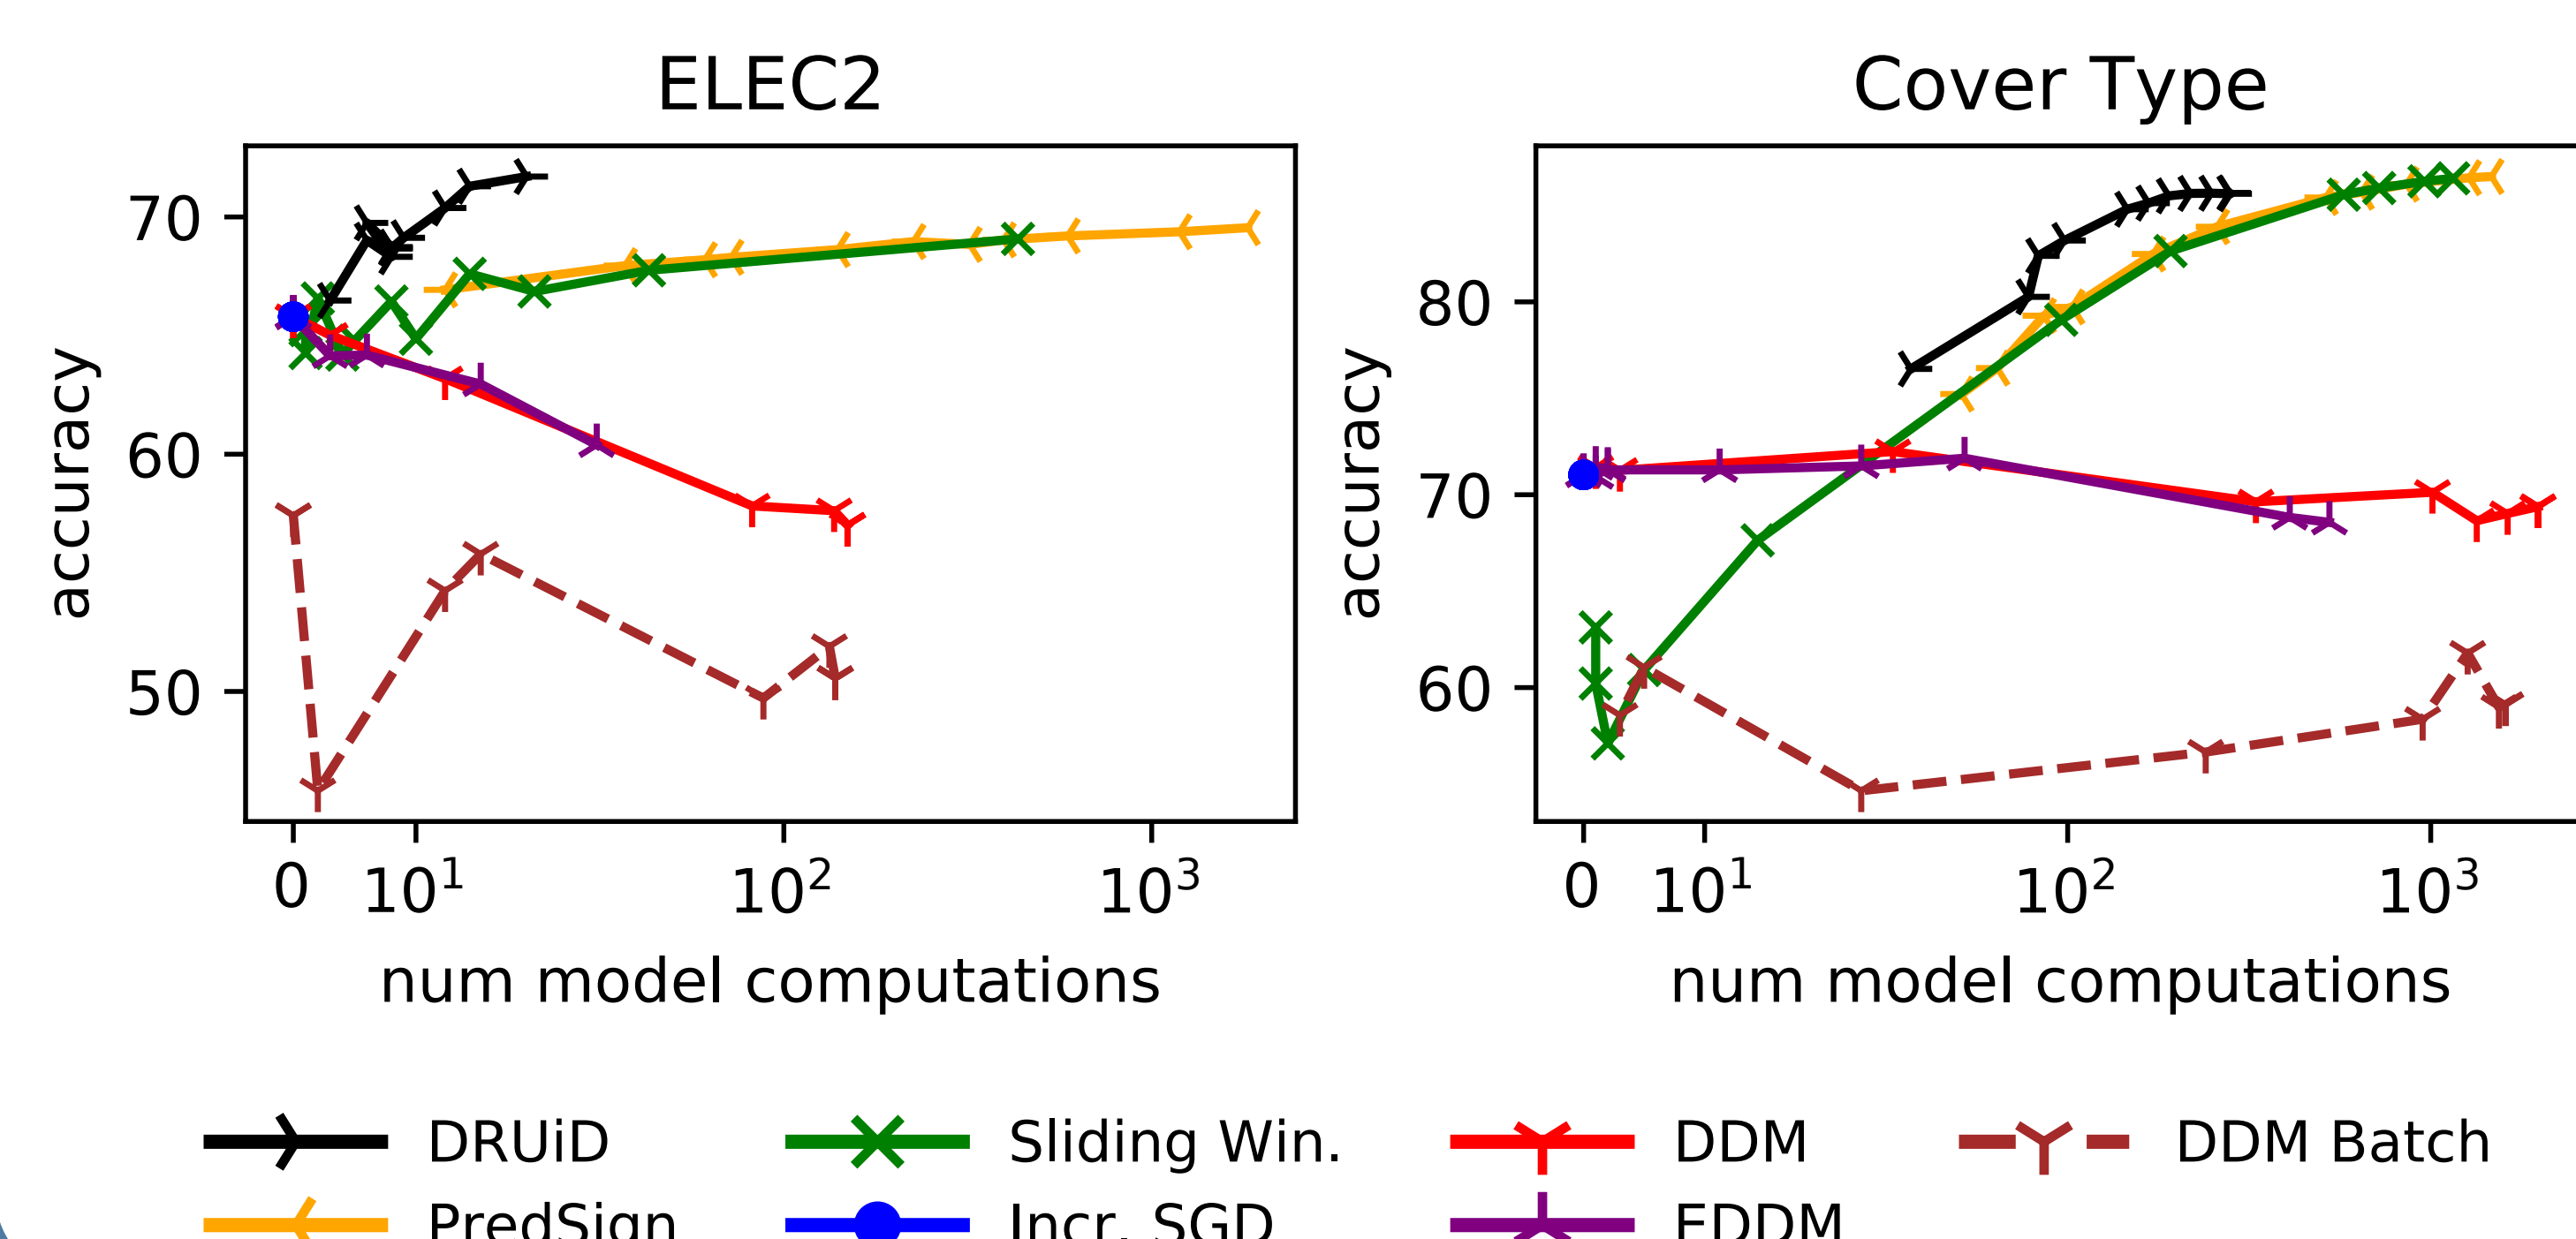 ELEC2
Cover Type
accuracy
70
60
50
0 10¹ 10² 10³
num model computations
accuracy
80
70
60
0 10¹ 10² 10³
num model computations
DRUiD Sliding Win. DDM DDM Batch
PredSign Incr. SGD EDDM